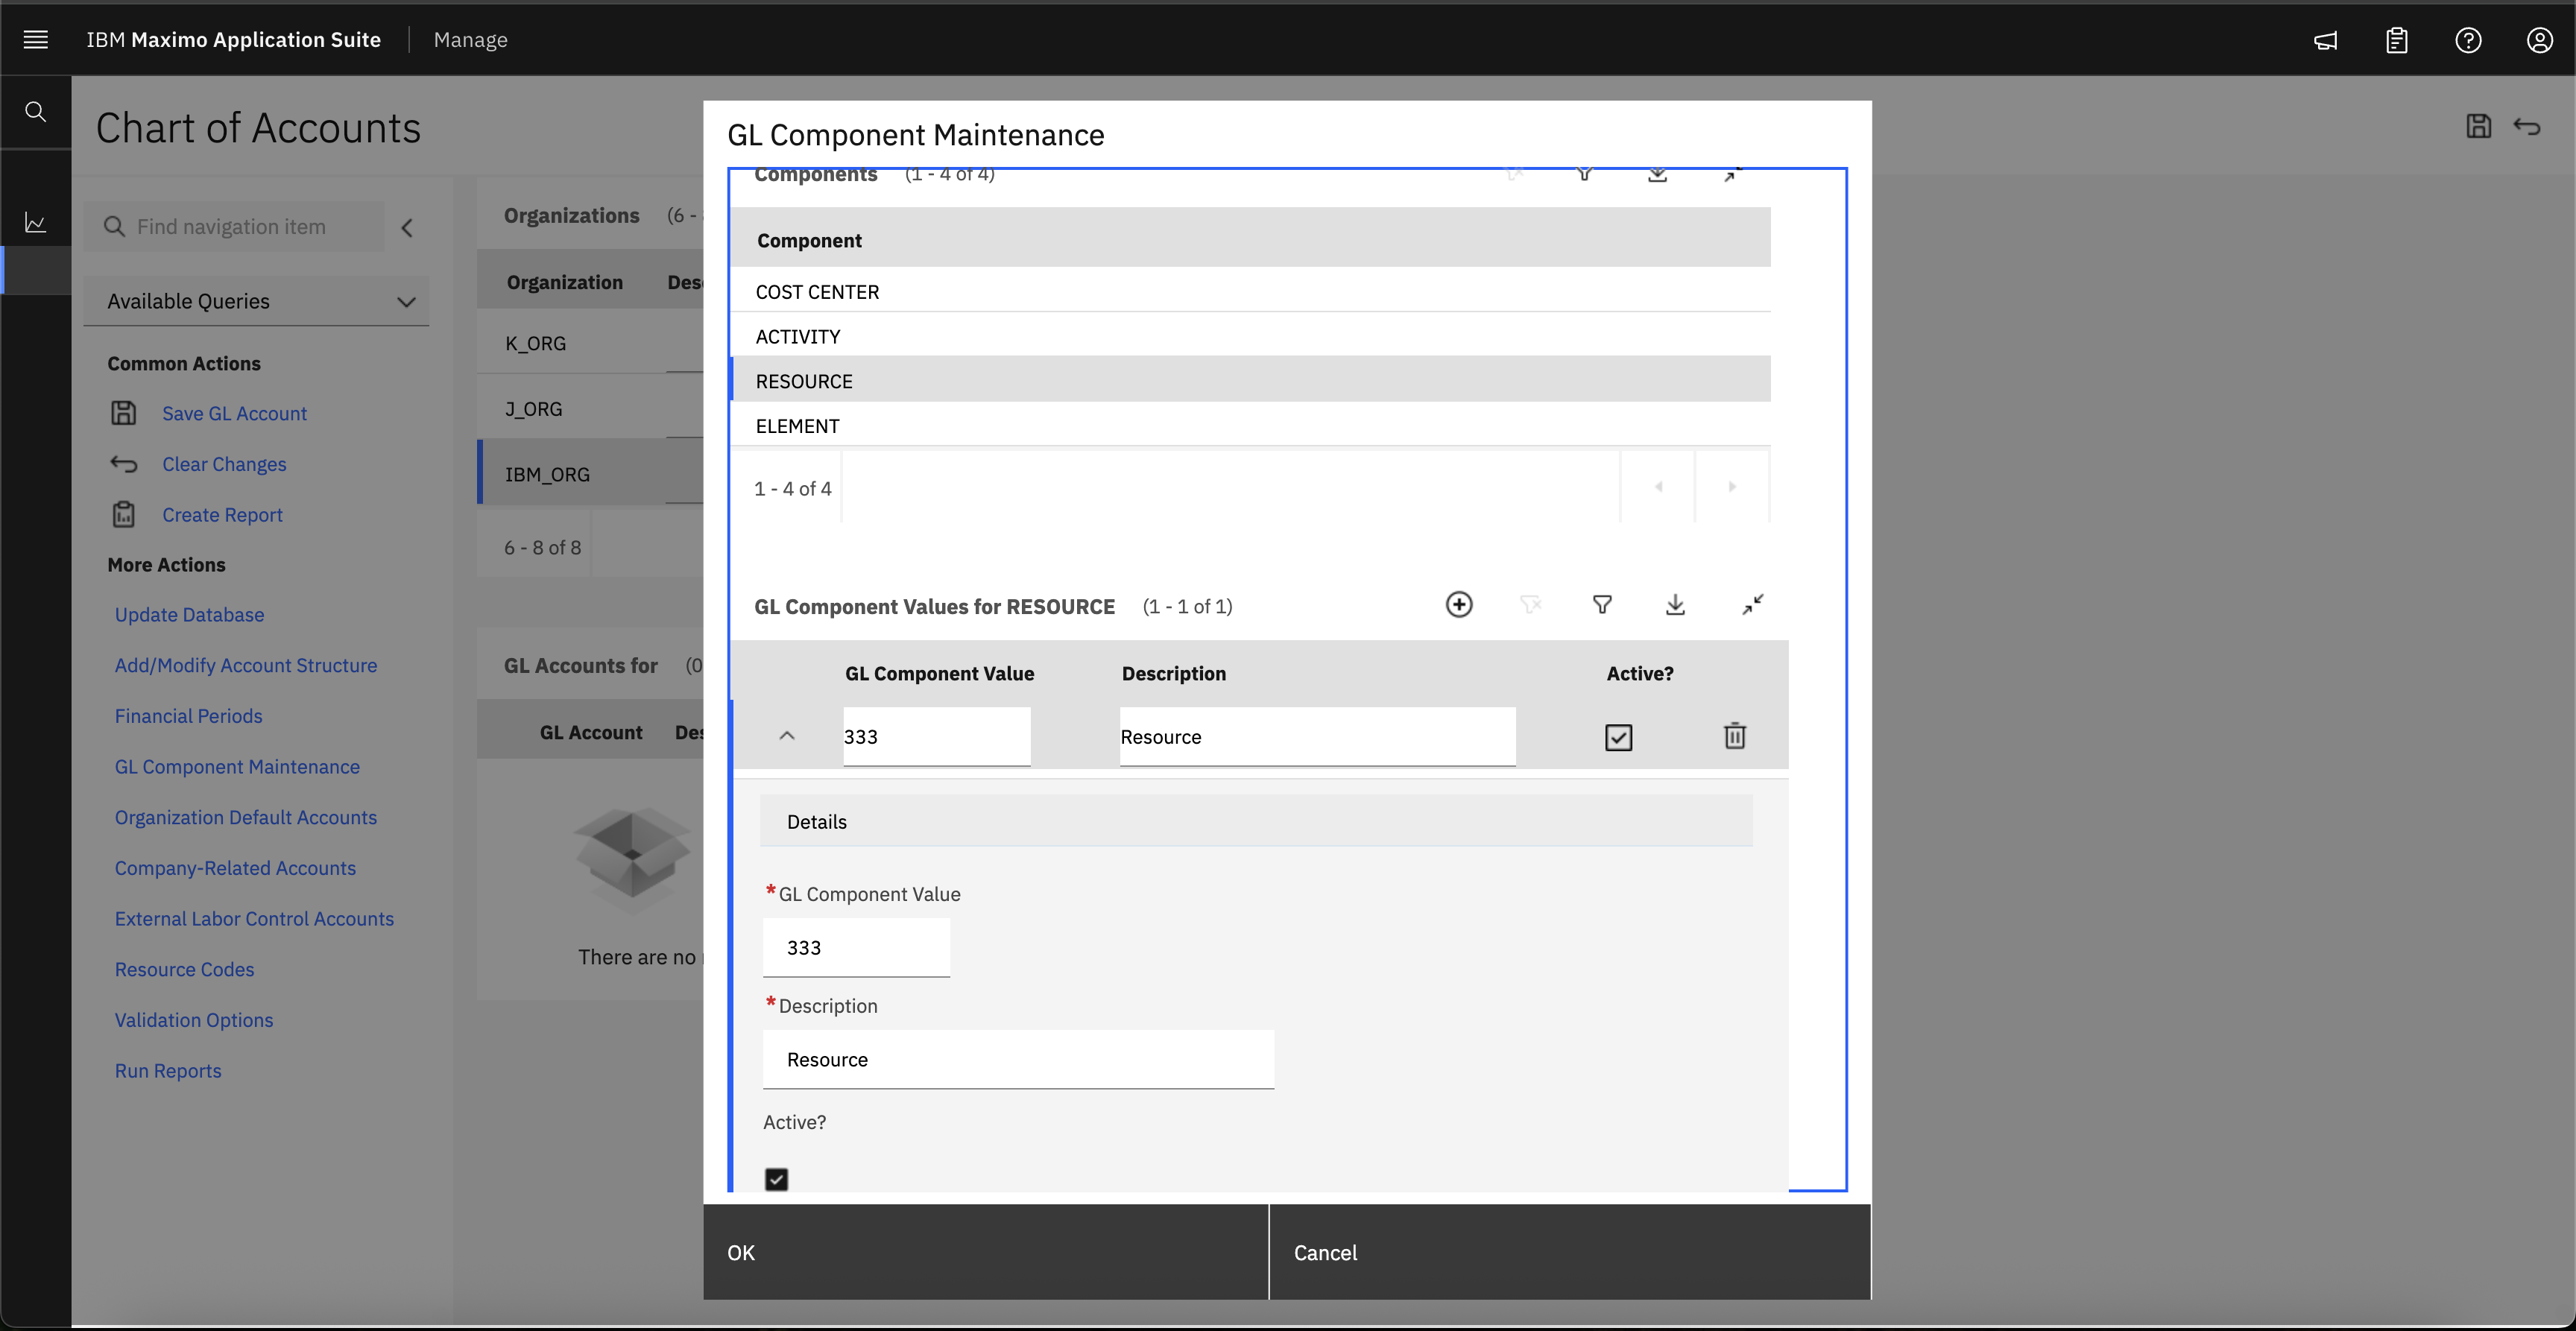 IBM Maximo Application Suite
Manage
Chart of Accounts
Find navigation item
Available Queries
Common Actions
Save GL Account
Clear Changes
Create Report
More Actions
Update Database
Add/Modify Account Structure
Financial Periods
GL Component Maintenance
Organization Default Accounts
Company-Related Accounts
External Labor Control Accounts
Resource Codes
Validation Options
Run Reports
Organizations (6 -
Organization
K_ORG
J_ORG
IBM_ORG
6 - 8 of 8
GL Accounts for (0
GL Account
There are no
GL Component Maintenance
Components (1 - 4 of 4)
Component
COST CENTER
ACTIVITY
RESOURCE
ELEMENT
1 - 4 of 4
GL Component Values for RESOURCE (1 - 1 of 1)
GL Component Value Description Active?
333 Resource
Details
*GL Component Value
333
*Description
Resource
Active?
OK
Cancel